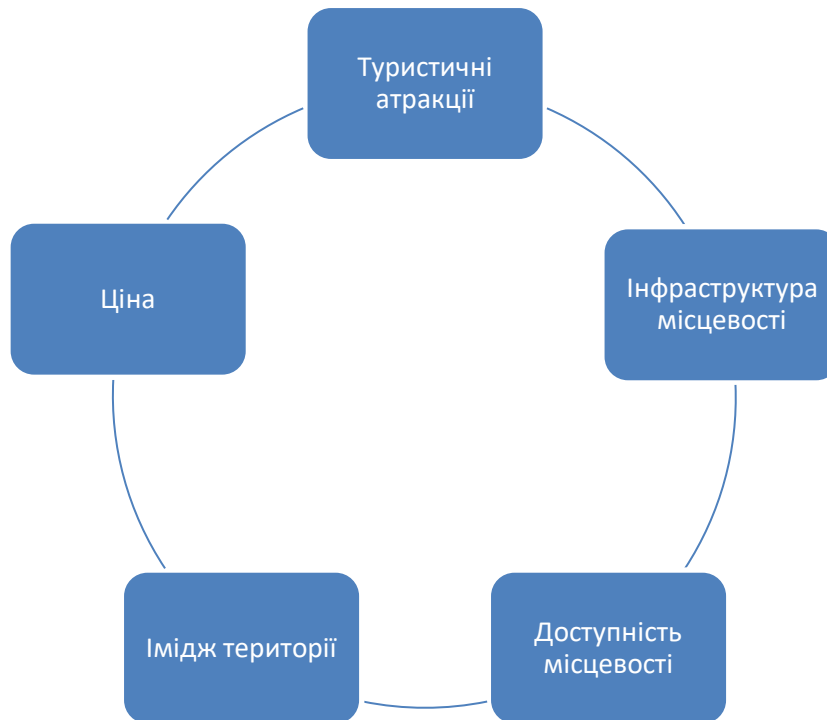 Туристичні
атракції
Інфраструктура
місцевості
Доступність
місцевості
Імідж території
Ціна